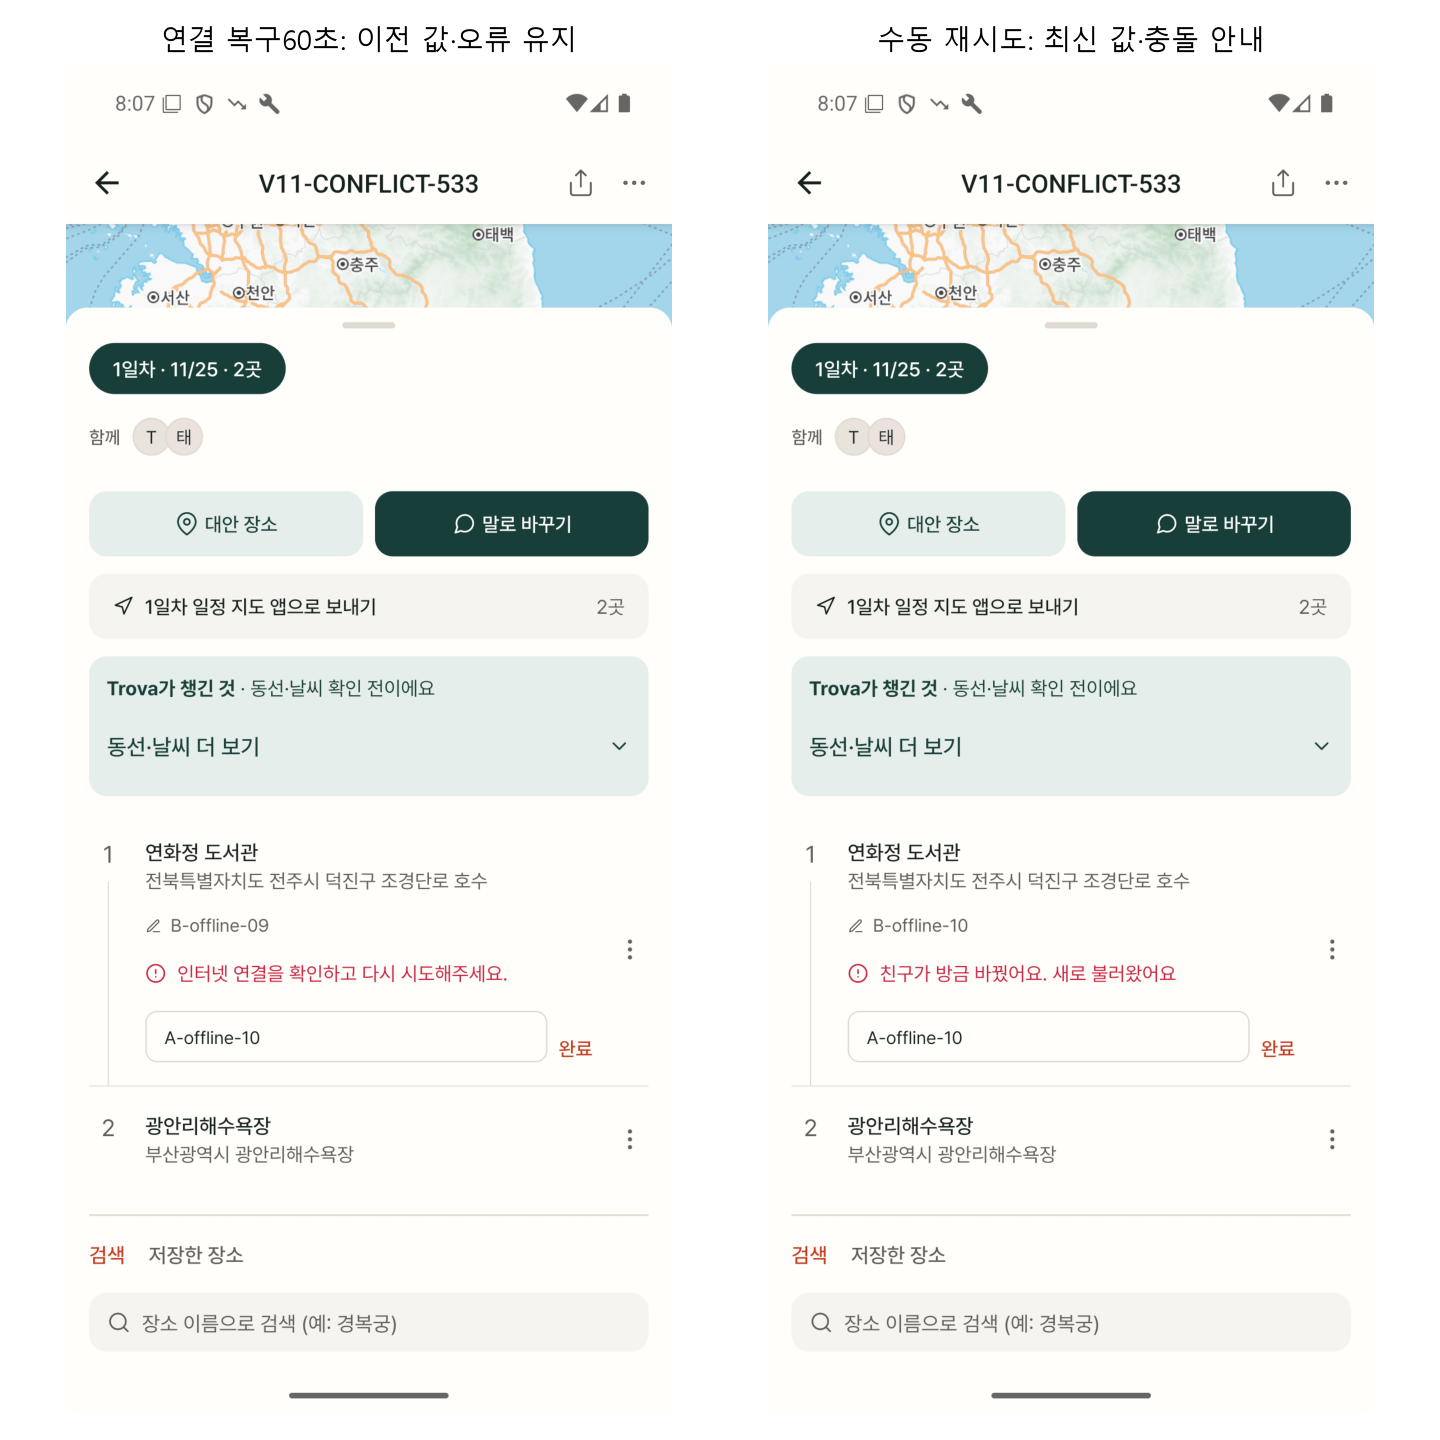 연결 복구60초: 이전 값·오류 유지
8:07
V11-CONFLICT-533
태백
충주
천안
서산
1일차 · 11/25 · 2곳
함께 T 태
대안 장소
말로 바꾸기
1일차 일정 지도 앱으로 보내기 2곳
Trova가 챙긴 것 · 동선·날씨 확인 전이에요
동선·날씨 더 보기
1 연화정 도서관
전북특별자치도 전주시 덕진구 조경단로 호수
B-offline-09
인터넷 연결을 확인하고 다시 시도해주세요.
A-offline-10 완료
2 광안리해수욕장
부산광역시 광안리해수욕장
검색 저장한 장소
장소 이름으로 검색 (예: 경복궁)
수동 재시도: 최신 값·충돌 안내
8:07
V11-CONFLICT-533
태백
충주
천안
서산
1일차 · 11/25 · 2곳
함께 T 태
대안 장소
말로 바꾸기
1일차 일정 지도 앱으로 보내기 2곳
Trova가 챙긴 것 · 동선·날씨 확인 전이에요
동선·날씨 더 보기
1 연화정 도서관
전북특별자치도 전주시 덕진구 조경단로 호수
B-offline-10
친구가 방금 바꿨어요. 새로 불러왔어요
A-offline-10 완료
2 광안리해수욕장
부산광역시 광안리해수욕장
검색 저장한 장소
장소 이름으로 검색 (예: 경복궁)